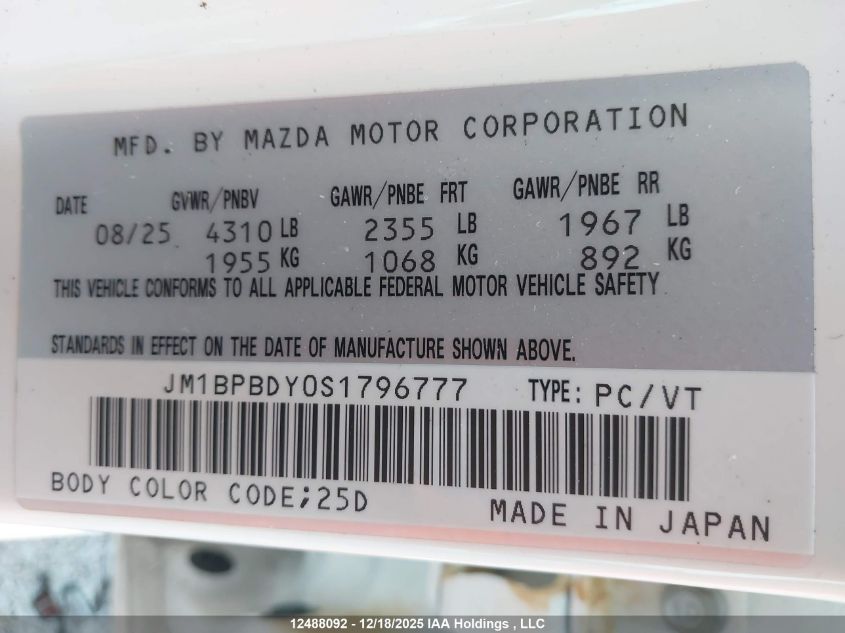 MFD. BY MAZDA MOTOR CORPORATION
DATE GVWR/PNBV GAWR/PNBE FRT GAWR/PNBE RR
08/25 4310 LB 2355 LB 1967 LB
1955 KG 1068 KG 892 KG
THIS VEHICLE CONFORMS TO ALL APPLICABLE FEDERAL MOTOR VEHICLE SAFETY
STANDARDS IN EFFECT ON THE DATE OF MANUFACTURE SHOWN ABOVE.
JM1BPBDY0S1796777 TYPE: PC/VT
BODY COLOR CODE;25D
MADE IN JAPAN
12488092 - 12/18/2025 IAA Holdings , LLC